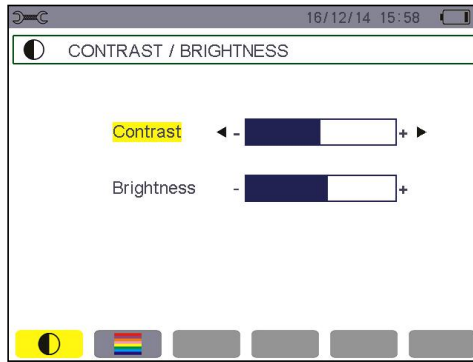 16/12/14 15:58
CONTRAST / BRIGHTNESS
Contrast - +
Brightness - +